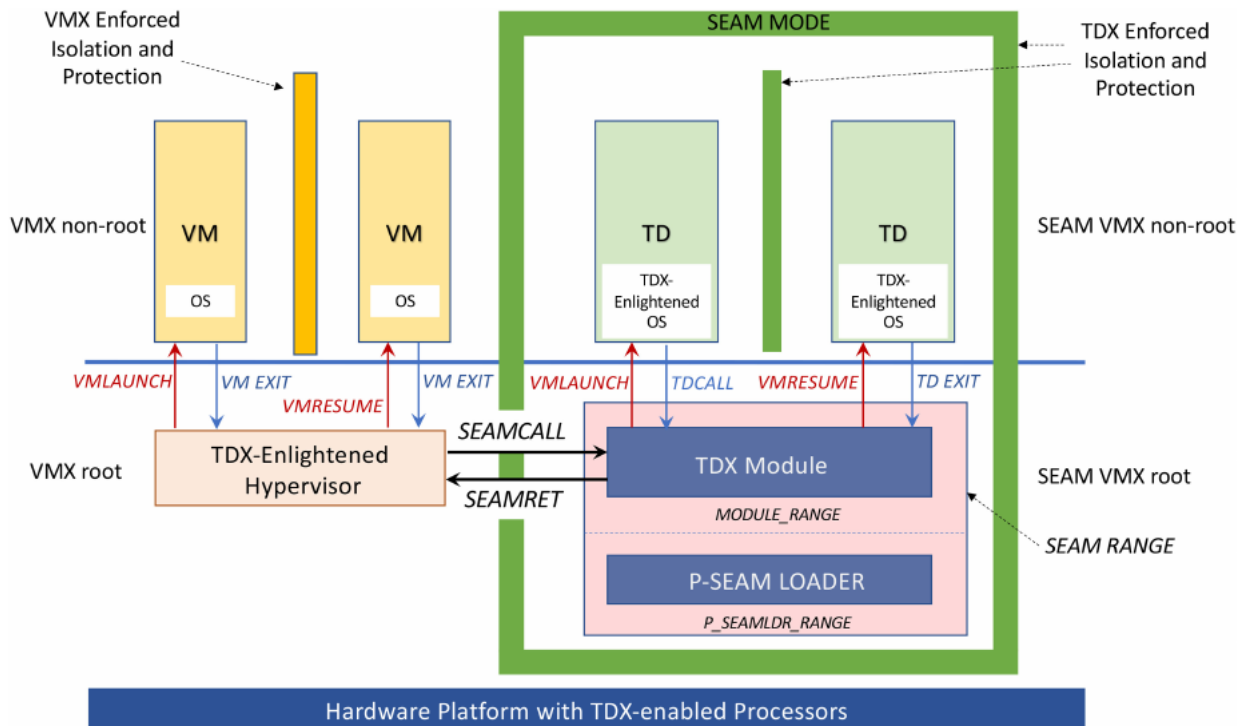 VMX Enforced
Isolation and
Protection
SEAM MODE
TDX Enforced
Isolation and
Protection
VMX non-root
VM
OS
VM
OS
TD
TDX-
Enlightened
OS
TD
TDX-
Enlightened
OS
SEAM VMX non-root
VMLAUNCH
VM EXIT
VMRESUME
VM EXIT
VMLAUNCH
TDCALL
VMRESUME
TD EXIT
VMX root
TDX-Enlightened
Hypervisor
SEAMCALL
SEAMRET
TDX Module
MODULE_RANGE
SEAM VMX root
SEAM RANGE
P-SEAM LOADER
P_SEAMLDR_RANGE
Hardware Platform with TDX-enabled Processors